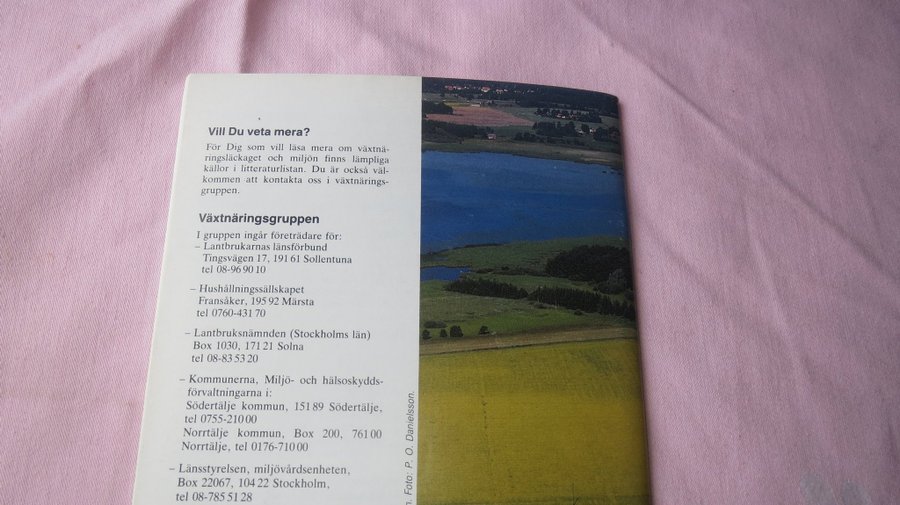 Vill Du veta mera?
För Dig som vill läsa mera om växtnä-
ringsläckaget och miljön finns lämpliga
källor i litteraturlistan. Du är också väl-
kommen att kontakta oss i växtnärings-
gruppen.
Växtnäringsgruppen
I gruppen ingår företrädare för:
– Lantbrukarnas länsförbund
Tingsvägen 17, 191 61 Sollentuna
tel 08-96 90 10
– Hushållningssällskapet
Fransåker, 195 92 Märsta
tel 0760-431 70
– Lantbruksnämnden (Stockholms län)
Box 1030, 171 21 Solna
tel 08-83 53 20
– Kommunerna, Miljö- och hälsoskydds-
förvaltningarna i:
Södertälje kommun, 151 89 Södertälje,
tel 0755-210 00
Norrtälje kommun, Box 200, 761 00
Norrtälje, tel 0176-710 00
– Länsstyrelsen, miljövårdsenheten,
Box 22067, 104 22 Stockholm,
tel 08-785 51 28
Foto: P. O. Danielsson.